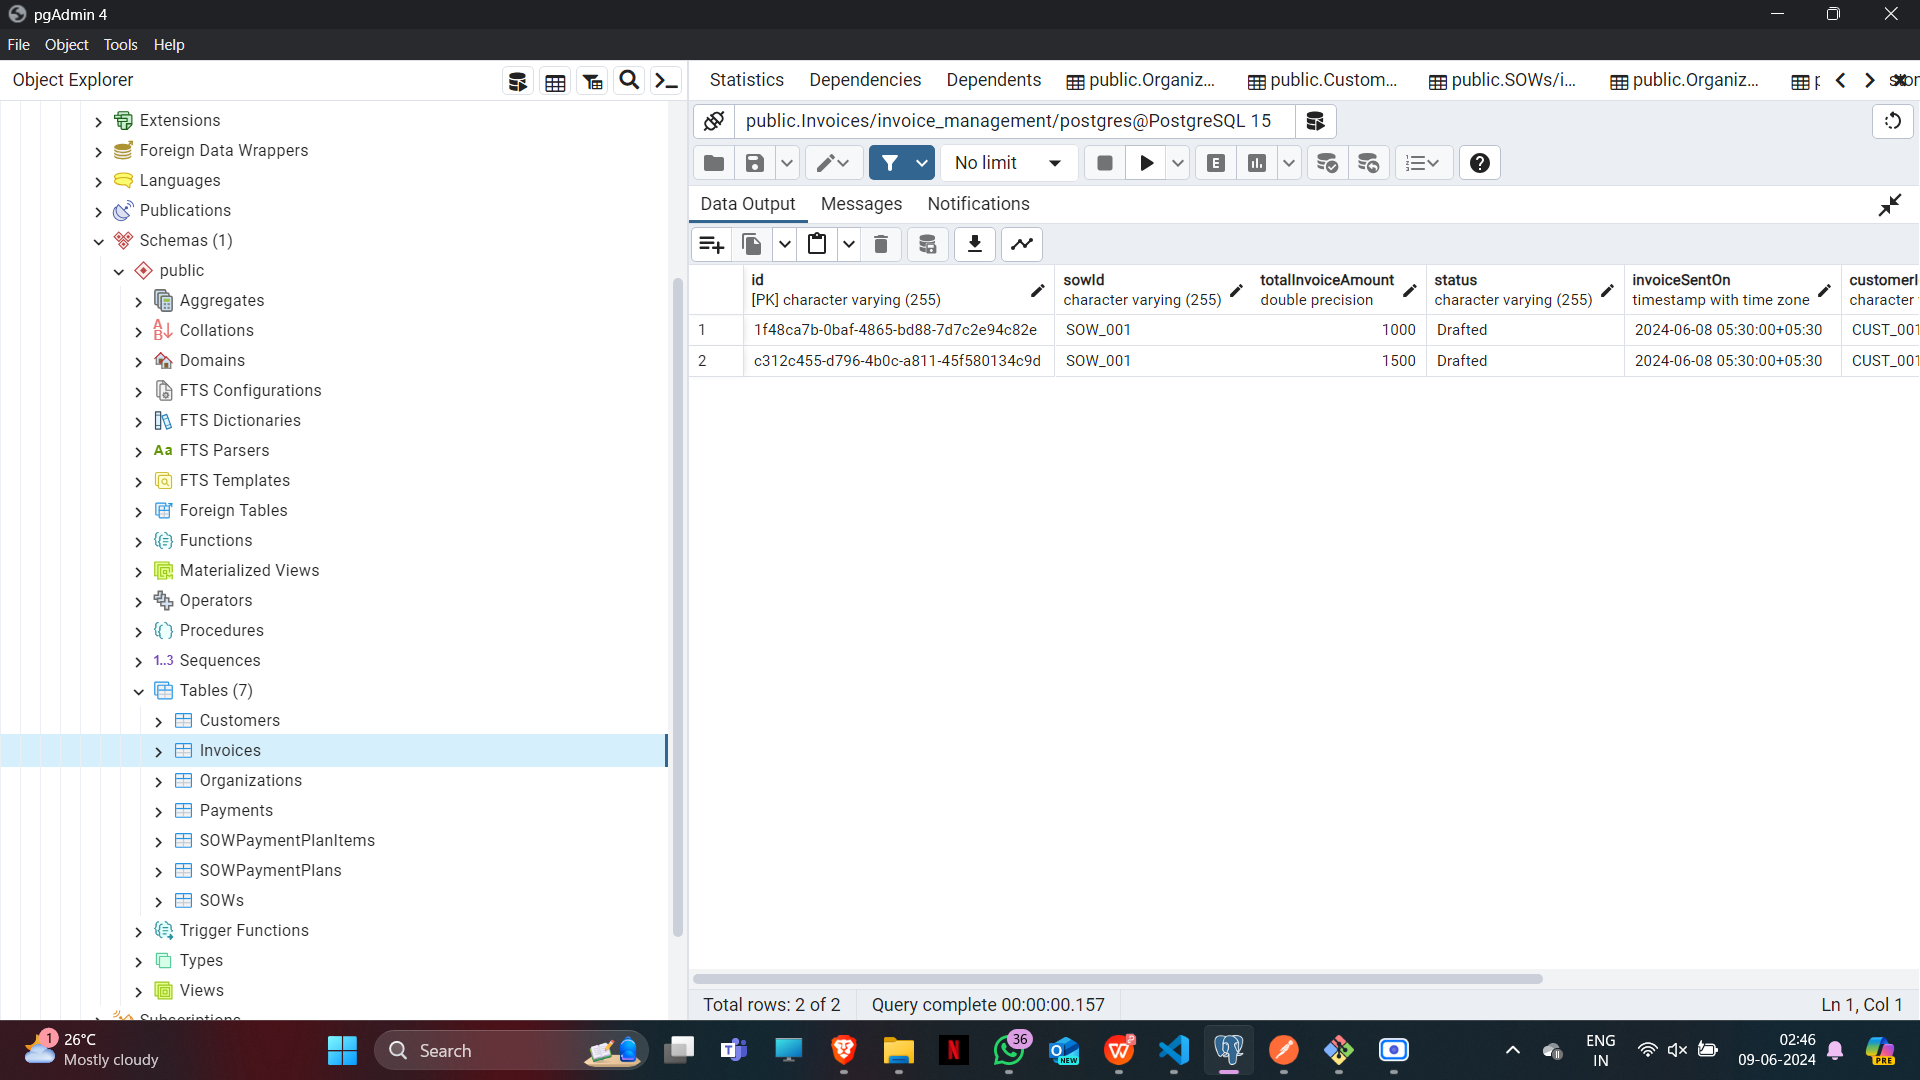 pgAdmin 4
File Object Tools Help
Object Explorer
Extensions
Foreign Data Wrappers
Languages
Publications
Schemas (1)
public
Aggregates
Collations
Domains
FTS Configurations
FTS Dictionaries
Aa FTS Parsers
FTS Templates
Foreign Tables
Functions
Materialized Views
Operators
Procedures
1..3 Sequences
Tables (7)
Customers
Invoices
Organizations
Payments
SOWPaymentPlanItems
SOWPaymentPlans
SOWs
Trigger Functions
Types
Views
Subscriptions
Statistics Dependencies Dependents public.Organiz... public.Custom... public.SOWs/i... public.Organiz...
public.Invoices/invoice_management/postgres@PostgreSQL 15
No limit E
Data Output Messages Notifications
id sowId totalInvoiceAmount status invoiceSentOn customerI
[PK] character varying (255) character varying (255) double precision character varying (255) timestamp with time zone character
1 1f48ca7b-0baf-4865-bd88-7d7c2e94c82e SOW_001 1000 Drafted 2024-06-08 05:30:00+05:30 CUST_001
2 c312c455-d796-4b0c-a811-45f580134c9d SOW_001 1500 Drafted 2024-06-08 05:30:00+05:30 CUST_001
Total rows: 2 of 2 Query complete 00:00:00.157 Ln 1, Col 1
1 26°C
Mostly cloudy
Search
36
NEW
ENG
IN
02:46
09-06-2024
PRE